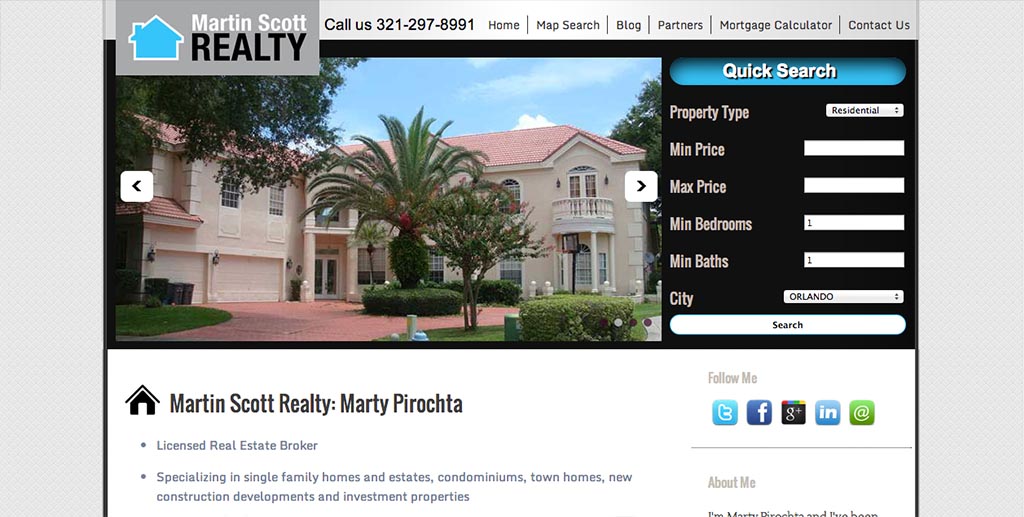 Martin Scott
REALTY
Call us 321-297-8991
Home
Map Search
Blog
Partners
Mortgage Calculator
Contact Us
Quick Search
Property Type
Residential
Min Price
Max Price
Min Bedrooms
1
Min Baths
1
City
ORLANDO
Search
Martin Scott Realty: Marty Pirochta
Licensed Real Estate Broker
Specializing in single family homes and estates, condominiums, town homes, new
construction developments and investment properties
Follow Me
About Me
I'm Marty Pirochta and I've been